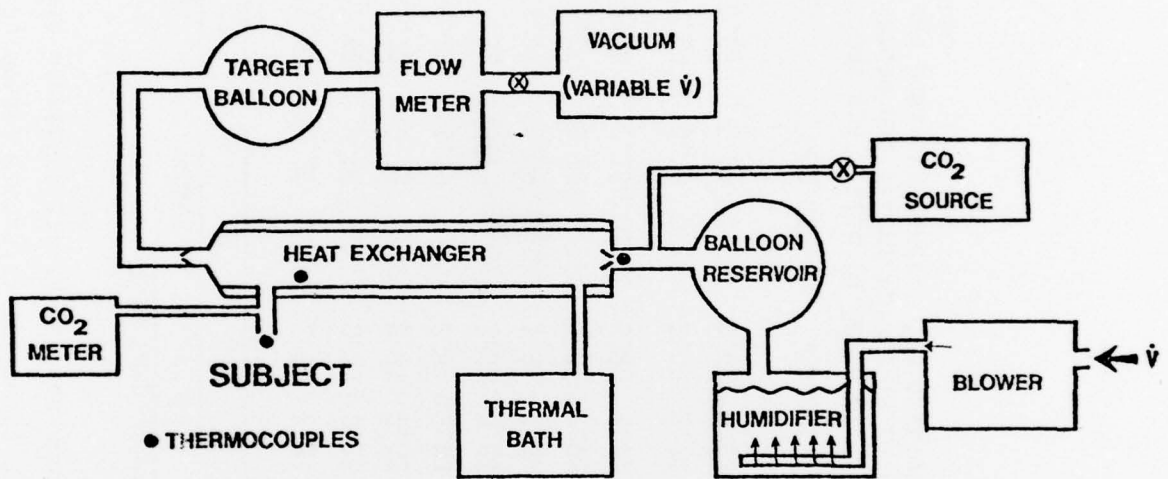 TARGET
BALLOON
FLOW
METER
VACUUM
(VARIABLE V̇)
CO2
SOURCE
HEAT EXCHANGER
BALLOON
RESERVOIR
CO2
METER
SUBJECT
THERMAL
BATH
HUMIDIFIER
BLOWER
V̇
● THERMOCOUPLES